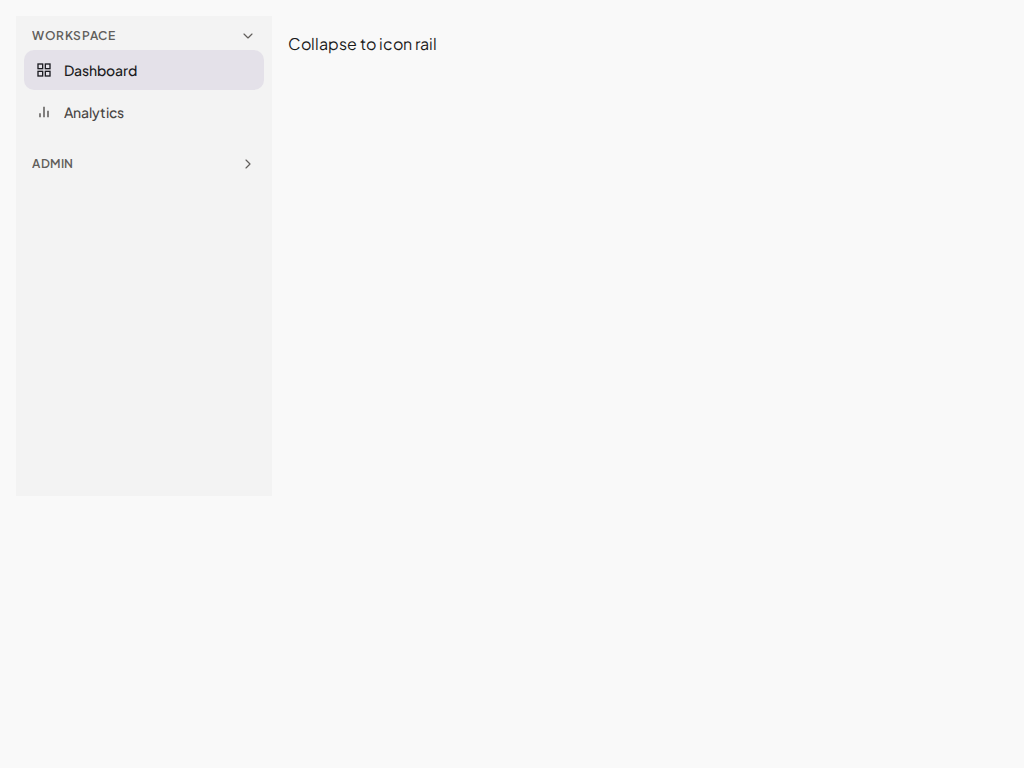 WORKSPACE
Dashboard
Analytics
ADMIN
Collapse to icon rail